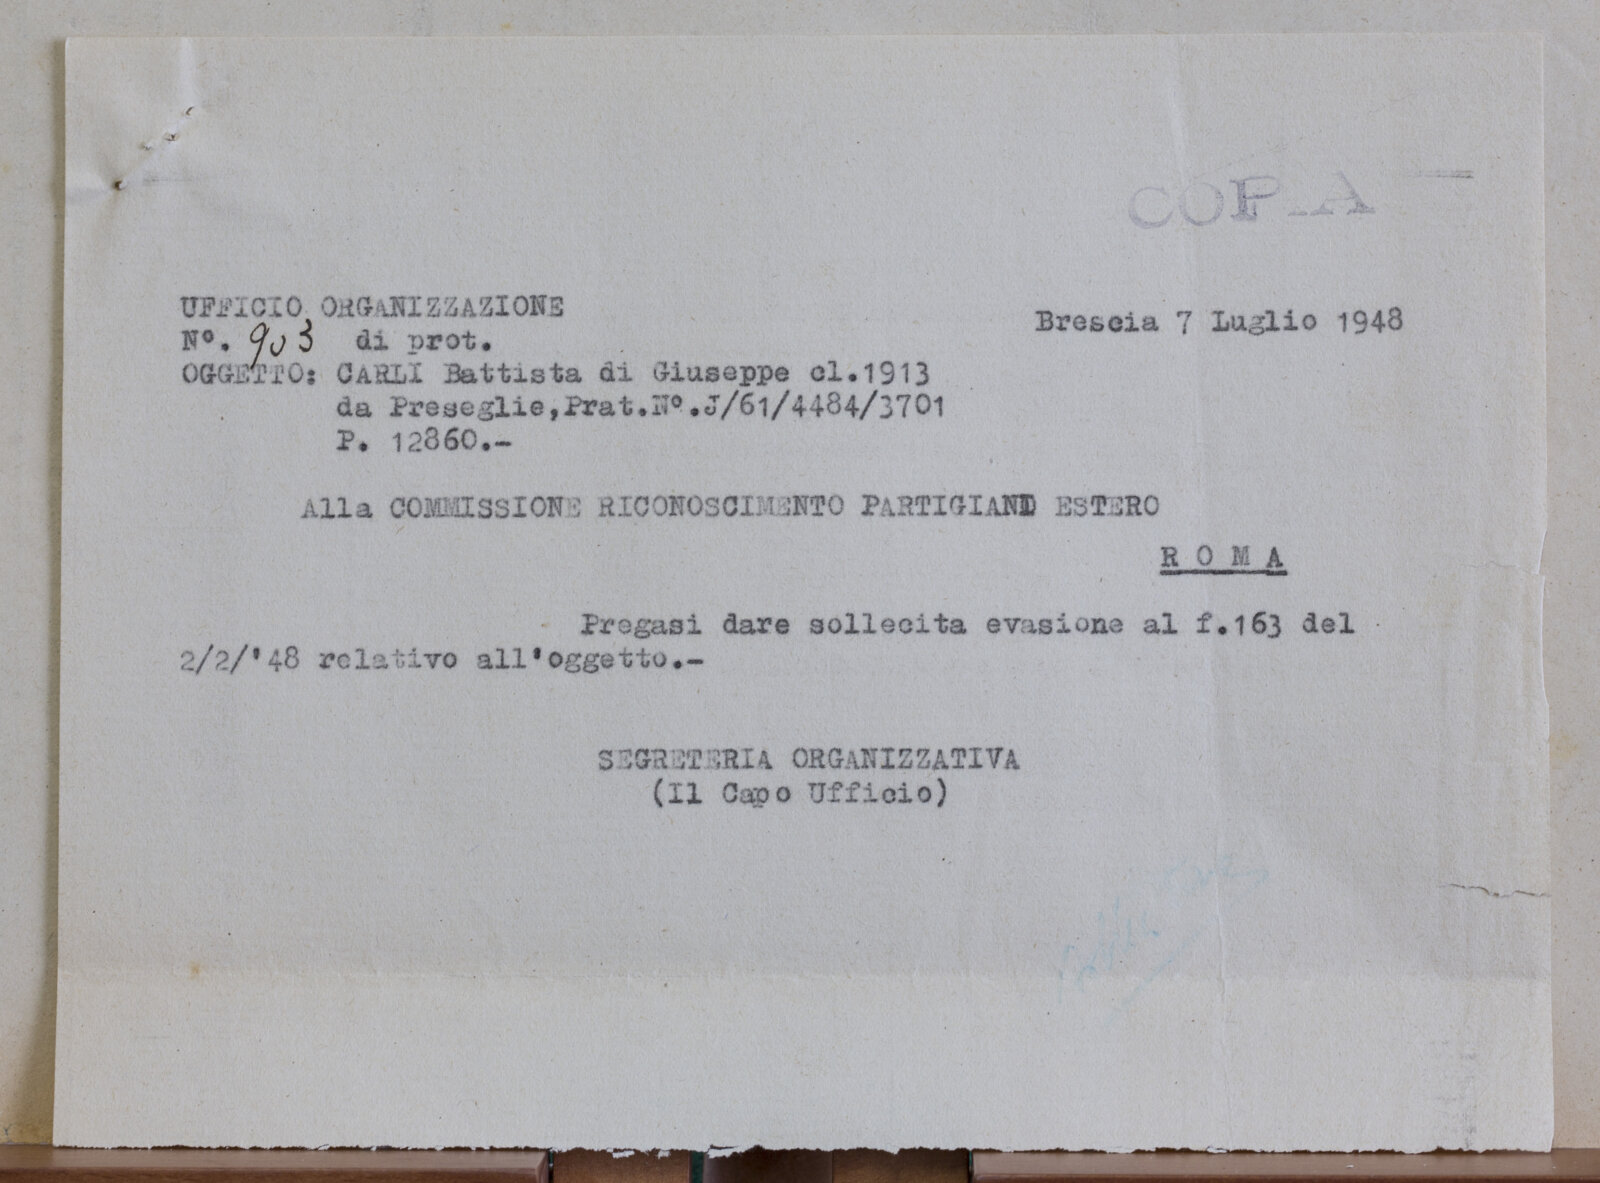 COPIA
UFFICIO ORGANIZZAZIONE
Brescia 7 Luglio 1948
N°. 903 di prot.
OGGETTO: CARLI Battista di Giuseppe cl.1913
da Preseglie,Prat.N°.J/61/4484/3701
P. 12860.-
Alla COMMISSIONE RICONOSCIMENTO PARTIGIANI ESTERO
R O M A
Pregasi dare sollecita evasione al f.163 del
2/2/'48 relativo all'oggetto.-
SEGRETERIA ORGANIZZATIVA
(Il Capo Ufficio)